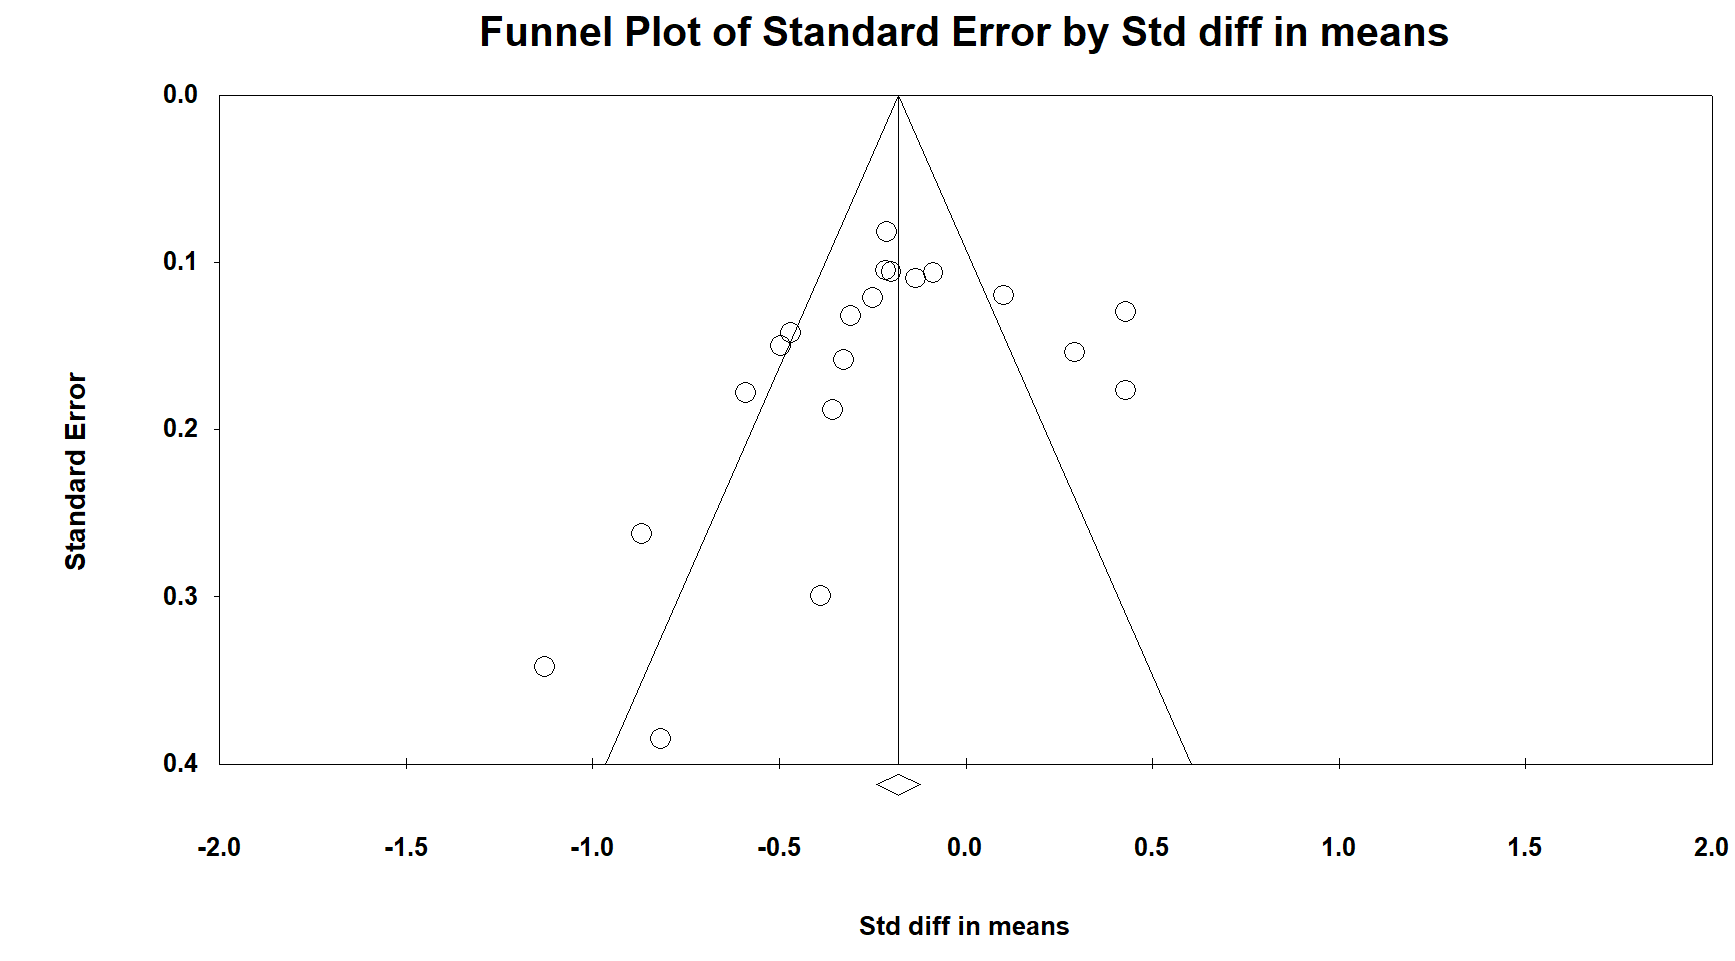 Funnel Plot of Standard Error by Std diff in means
0.0
0.1
0.2
0.3
0.4
Standard Error
-2.0 -1.5 -1.0 -0.5 0.0 0.5 1.0 1.5 2.0
Std diff in means